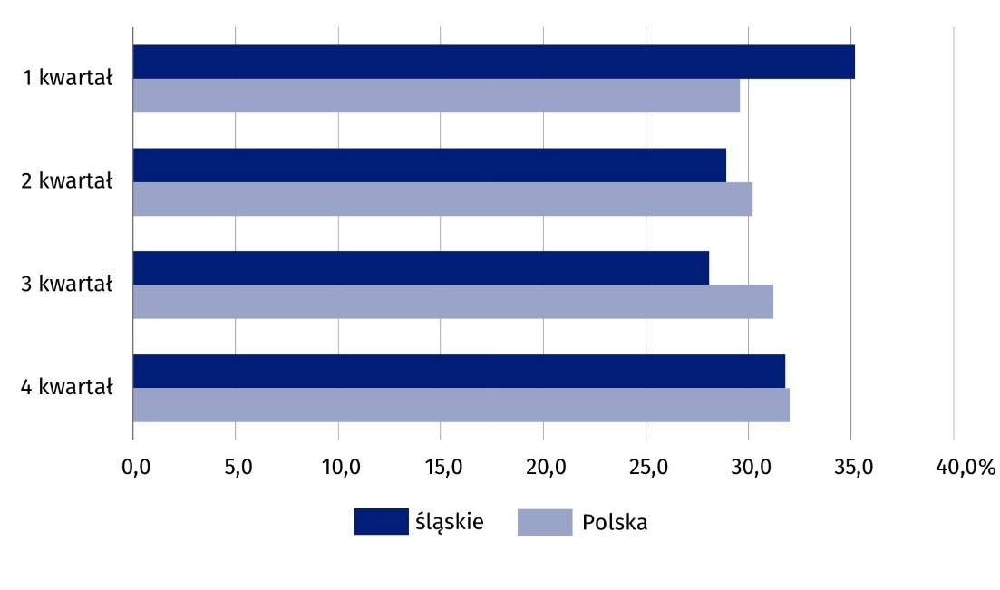 1 kwartał
2 kwartał
3 kwartał
4 kwartał
0,0 5,0 10,0 15,0 20,0 25,0 30,0 35,0 40,0%
śląskie Polska